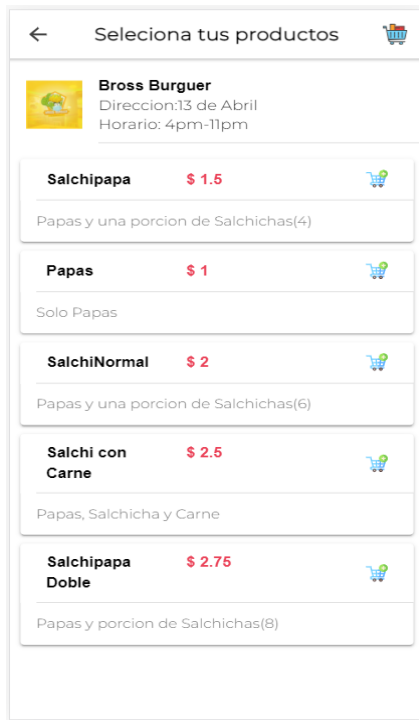 Seleciona tus productos
Bross Burguer
Direccion:13 de Abril
Horario: 4pm-11pm
Salchipapa $ 1.5
Papas y una porcion de Salchichas(4)
Papas $ 1
Solo Papas
SalchiNormal $ 2
Papas y una porcion de Salchichas(6)
Salchi con $ 2.5
Carne
Papas, Salchicha y Carne
Salchipapa $ 2.75
Doble
Papas y porcion de Salchichas(8)